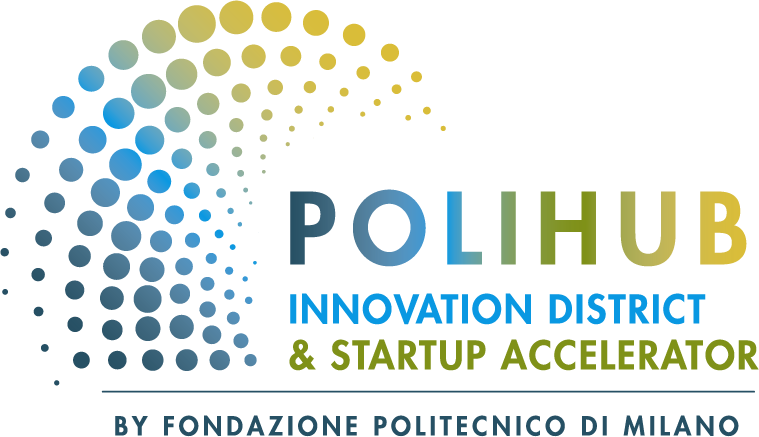 POLIHUB
INNOVATION DISTRICT
& STARTUP ACCELERATOR
BY FONDAZIONE POLITECNICO DI MILANO